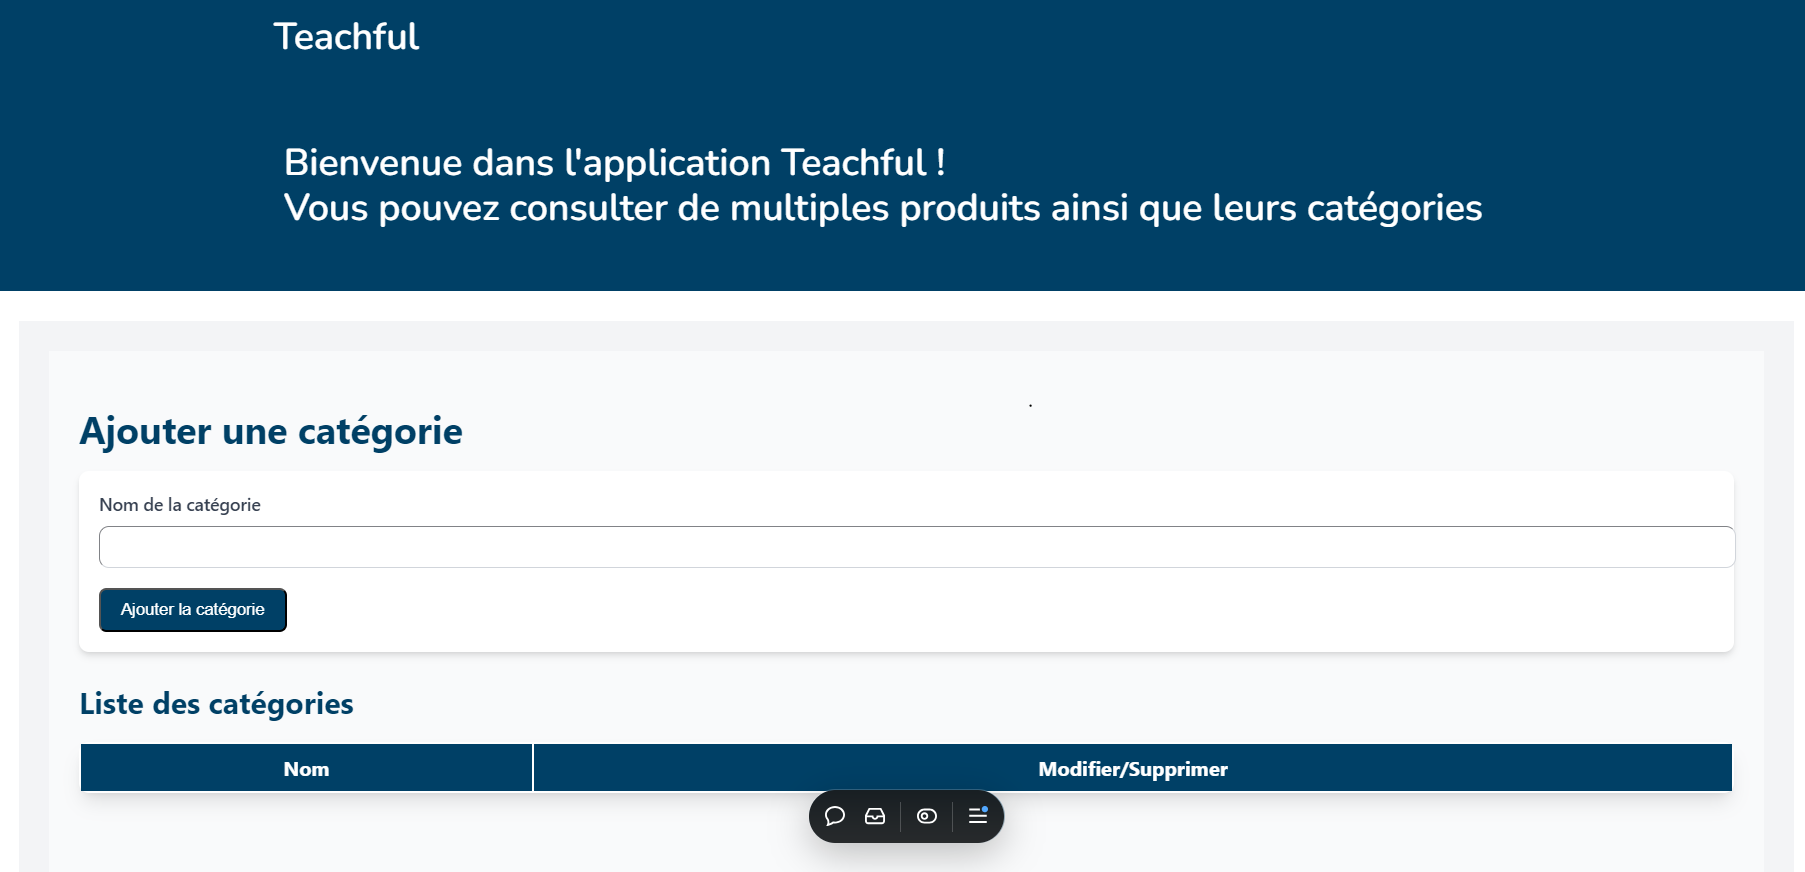 Teachful
Bienvenue dans l'application Teachful !
Vous pouvez consulter de multiples produits ainsi que leurs catégories
Ajouter une catégorie
Nom de la catégorie
Ajouter la catégorie
Liste des catégories
Nom Modifier/Supprimer